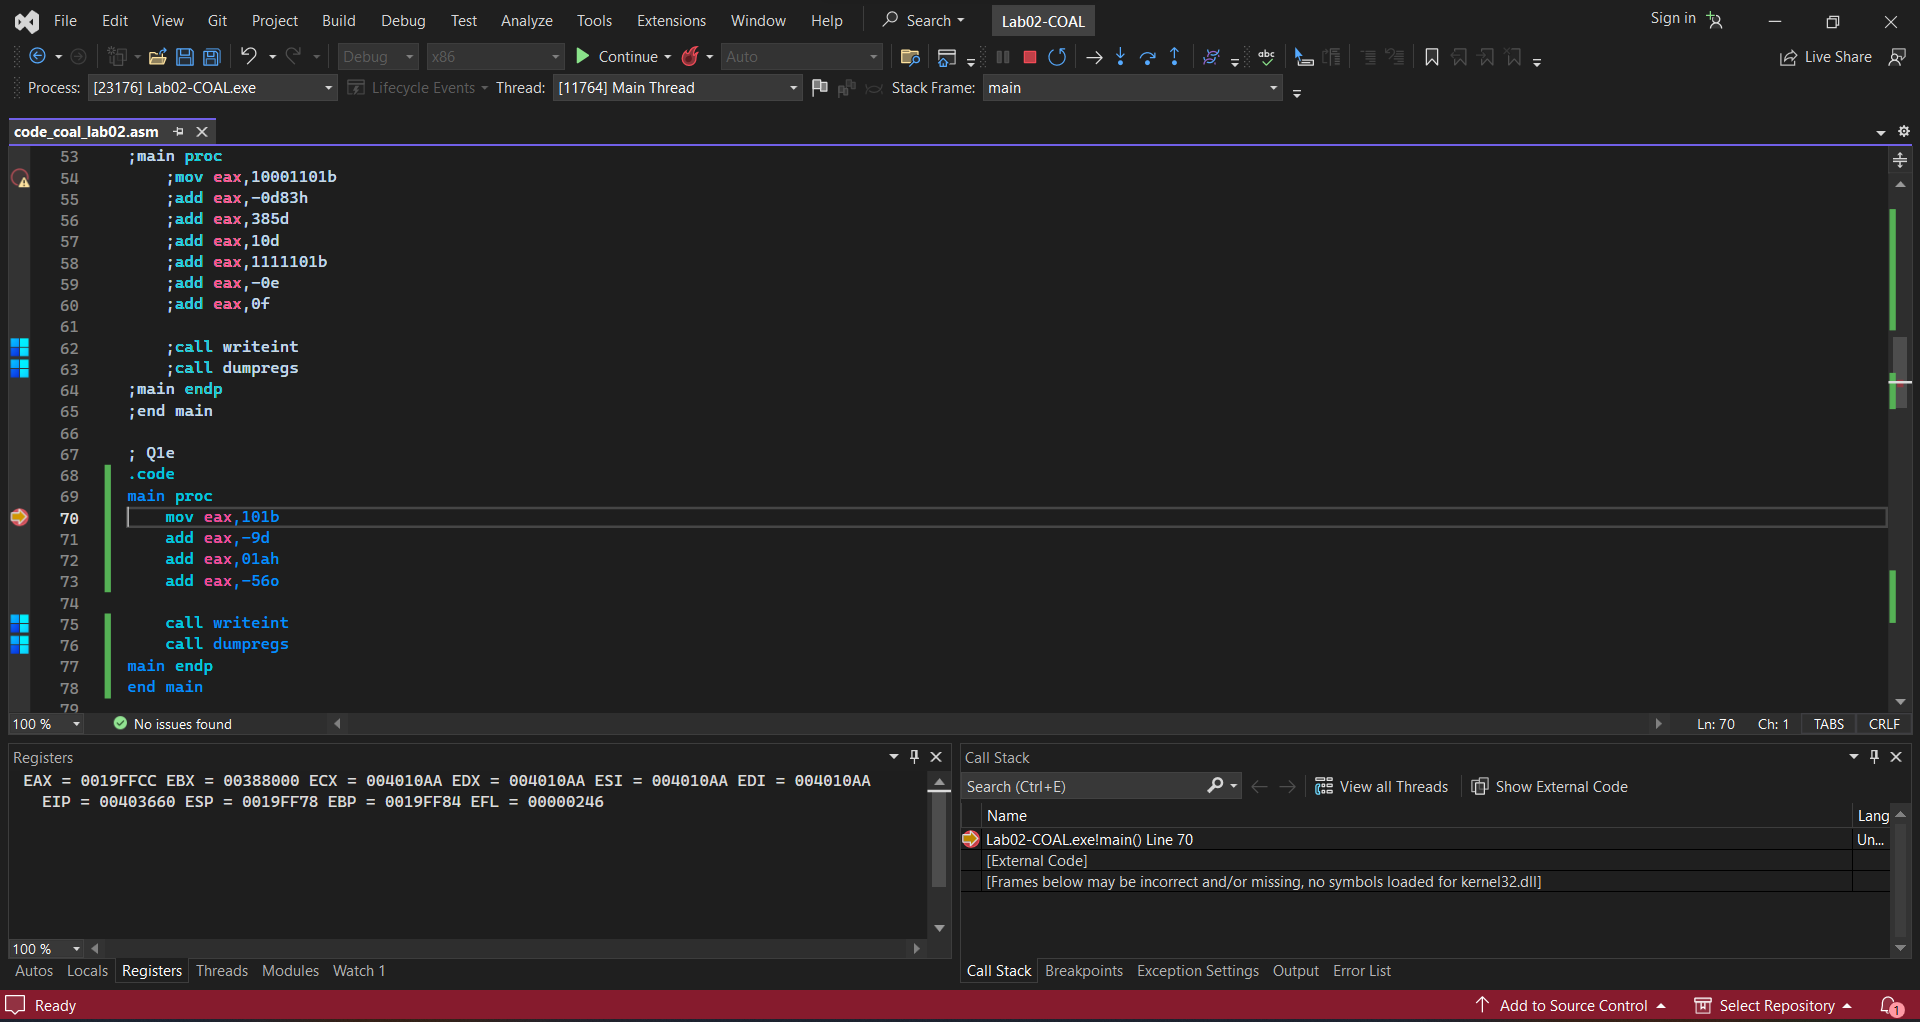 File Edit View Git Project Build Debug Test Analyze Tools Extensions Window Help Search Lab02-COAL Sign in
Debug x86 Continue Auto abc Live Share
Process: [23176] Lab02-COAL.exe Lifecycle Events Thread: [11764] Main Thread Stack Frame: main
code_coal_lab02.asm
53 ;main proc
54 ;mov eax,10001101b
55 ;add eax,-0d83h
56 ;add eax,385d
57 ;add eax,10d
58 ;add eax,1111101b
59 ;add eax,-0e
60 ;add eax,0f
61
62 ;call writeint
63 ;call dumpregs
64 ;main endp
65 ;end main
66
67 ; Q1e
68 .code
69 main proc
70 mov eax,101b
71 add eax,-9d
72 add eax,01ah
73 add eax,-56o
74
75 call writeint
76 call dumpregs
77 main endp
78 end main
79
100 % No issues found Ln: 70 Ch: 1 TABS CRLF
Registers
EAX = 0019FFCC EBX = 00388000 ECX = 004010AA EDX = 004010AA ESI = 004010AA EDI = 004010AA
EIP = 00403660 ESP = 0019FF78 EBP = 0019FF84 EFL = 00000246
100 %
Autos Locals Registers Threads Modules Watch 1
Call Stack
Search (Ctrl+E) View all Threads Show External Code
Name Lang
Lab02-COAL.exe!main() Line 70 Un...
[External Code]
[Frames below may be incorrect and/or missing, no symbols loaded for kernel32.dll]
Call Stack Breakpoints Exception Settings Output Error List
Ready Add to Source Control Select Repository 1